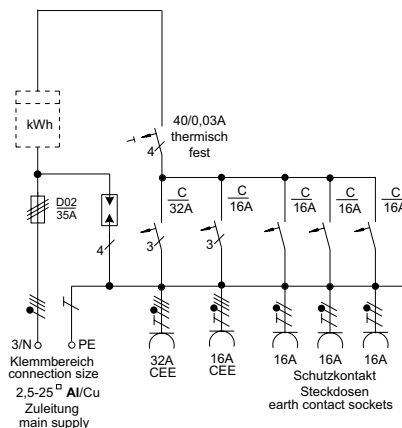 kWh
40/0,03A
thermisch
fest
4
D02
35A
4
C
32A
C
16A
C
16A
C
16A
C
16A
3
3
3/N
PE
Klemmbereich
connection size
2,5-25□ Al/Cu
Zuleitung
main supply
32A
CEE
16A
CEE
16A
16A
16A
Schutzkontakt
Steckdosen
earth contact sockets